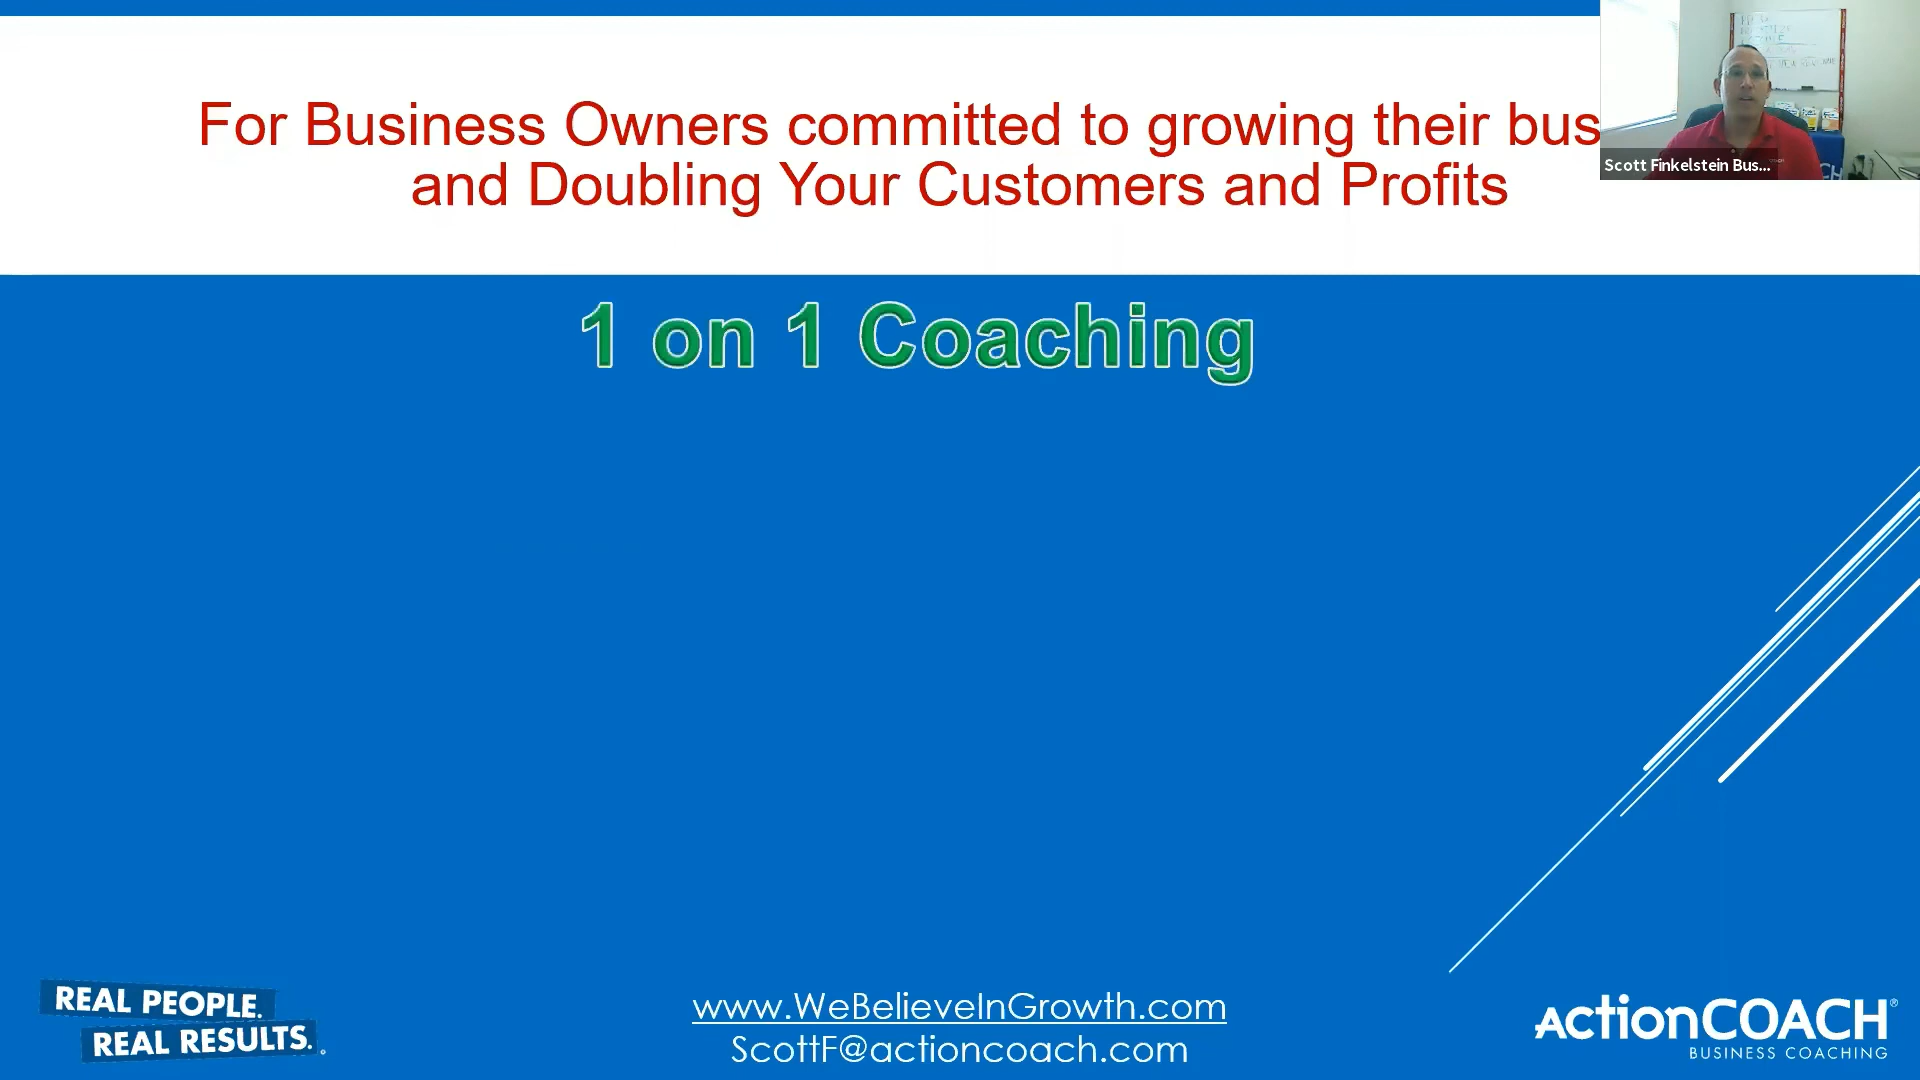 For Business Owners committed to growing their bus
and Doubling Your Customers and Profits
Scott Finkelstein Bus...
1 on 1 Coaching
REAL PEOPLE.
REAL RESULTS.
www.WeBelieveInGrowth.com
ScottF@actioncoach.com
ActionCOACH®
BUSINESS COACHING